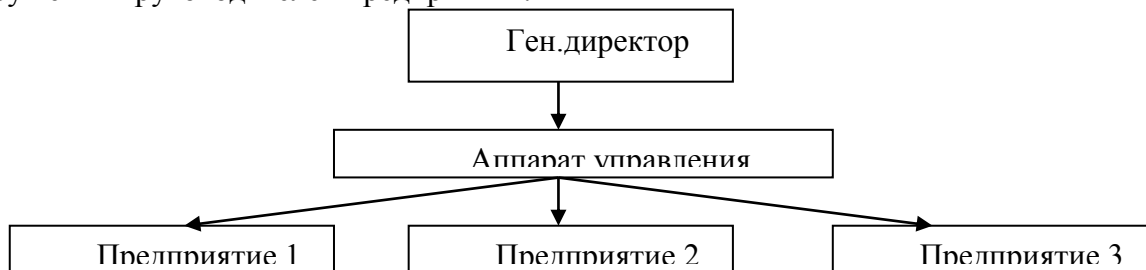 Ген.директор
Аппарат управления
Предприятие 1 Предприятие 2 Предприятие 3